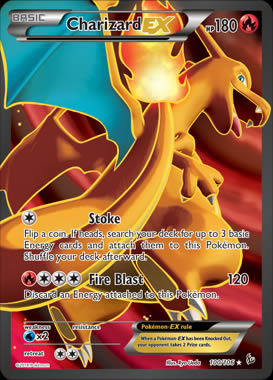 BASIC Charizard EX HP180
Stoke
Flip a coin. If heads, search your deck for up to 3 basic
Energy cards and attach them to this Pokémon.
Shuffle your deck afterward.
Fire Blast 120
Discard an Energy attached to this Pokémon.
weakness resistance
×2
retreat
Pokémon-EX rule
When a Pokémon-EX has been Knocked Out,
your opponent takes 2 Prize cards.
Illus. Ryo Ueda 100/106